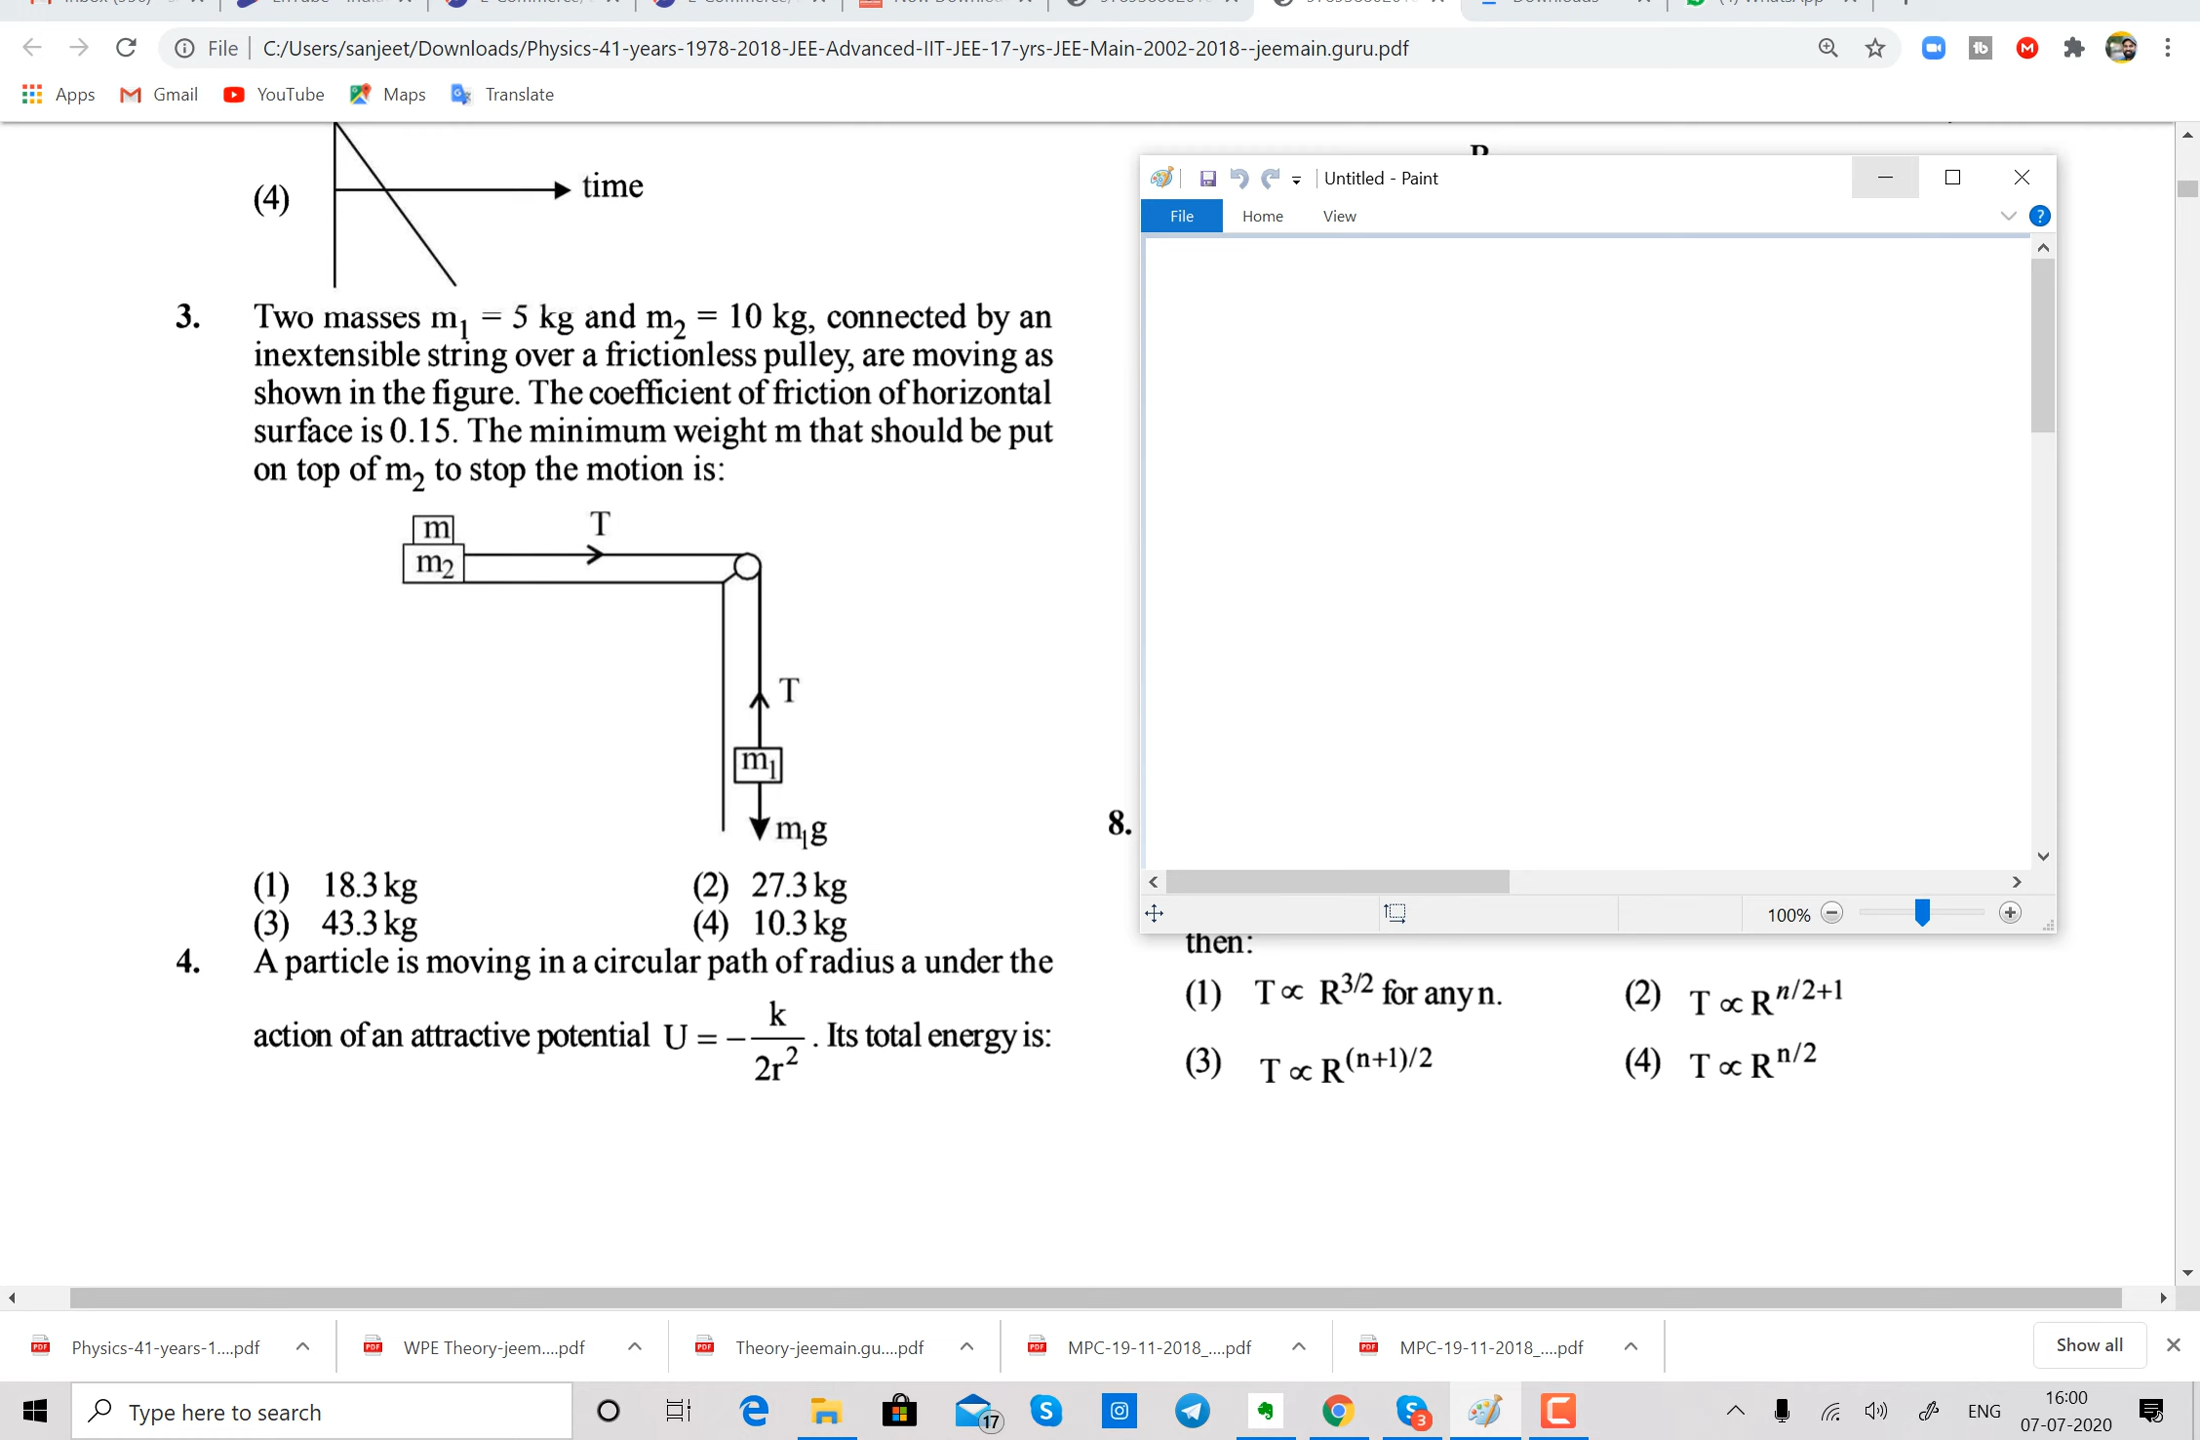 File C:/Users/sanjeet/Downloads/Physics-41-years-1978-2018-JEE-Advanced-IIT-JEE-17-yrs-JEE-Main-2002-2018--jeemain.guru.pdf
Apps Gmail YouTube Maps Translate
(4) time
3. Two masses m₁ = 5 kg and m₂ = 10 kg, connected by an
inextensible string over a frictionless pulley, are moving as
shown in the figure. The coefficient of friction of horizontal
surface is 0.15. The minimum weight m that should be put
on top of m₂ to stop the motion is:
m T
m₂
T
m₁
m₁g
(1) 18.3 kg (2) 27.3 kg
(3) 43.3 kg (4) 10.3 kg
4. A particle is moving in a circular path of radius a under the
action of an attractive potential U = - k/2r² . Its total energy is:
Untitled - Paint
File Home View
100%
8.
then:
(1) T ∝ R^3/2 for any n. (2) T ∝ R^n/2+1
(3) T ∝ R^(n+1)/2 (4) T ∝ R^n/2
Physics-41-years-1....pdf WPE Theory-jeem....pdf Theory-jeemain.gu....pdf MPC-19-11-2018_....pdf MPC-19-11-2018_....pdf Show all
Type here to search 17 3 ENG 16:00
07-07-2020